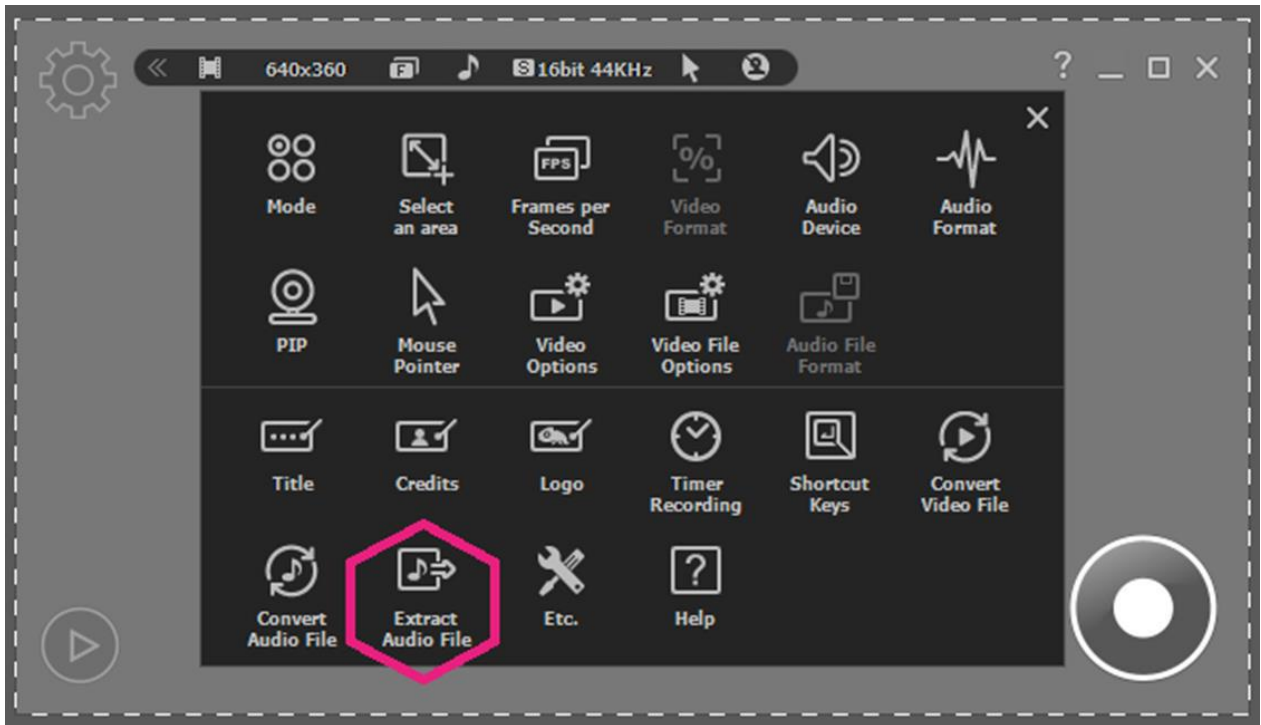 640x360 F S 16bit 44KHz ?
Mode
Select
an area
FPS
Frames per
Second
%
Video
Format
Audio
Device
Audio
Format
PIP
Mouse
Pointer
Video
Options
Video File
Options
Audio File
Format
Title
Credits
Logo
Timer
Recording
Shortcut
Keys
Convert
Video File
Convert
Audio File
Extract
Audio File
Etc.
?
Help